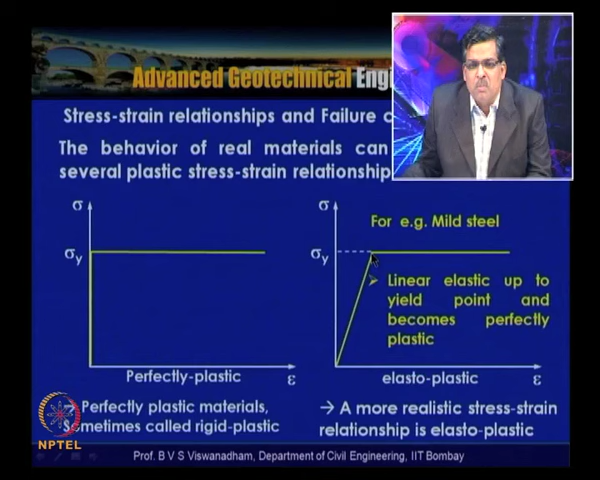 Advanced Geotechnical
Stress-strain relationships and Failure
The behavior of real materials can
several plastic stress-strain
σ
σy
Perfectly-plastic
ε
→ Perfectly plastic materials,
Sometimes called rigid-plastic
σ
σy
For e.g. Mild steel
➤ Linear elastic up to
yield point and
becomes perfectly
plastic
elasto-plastic
ε
→ A more realistic stress-strain
relationship is elasto-plastic
NPTEL
Prof. B V S Viswanadham, Department of Civil Engineering, IIT Bombay